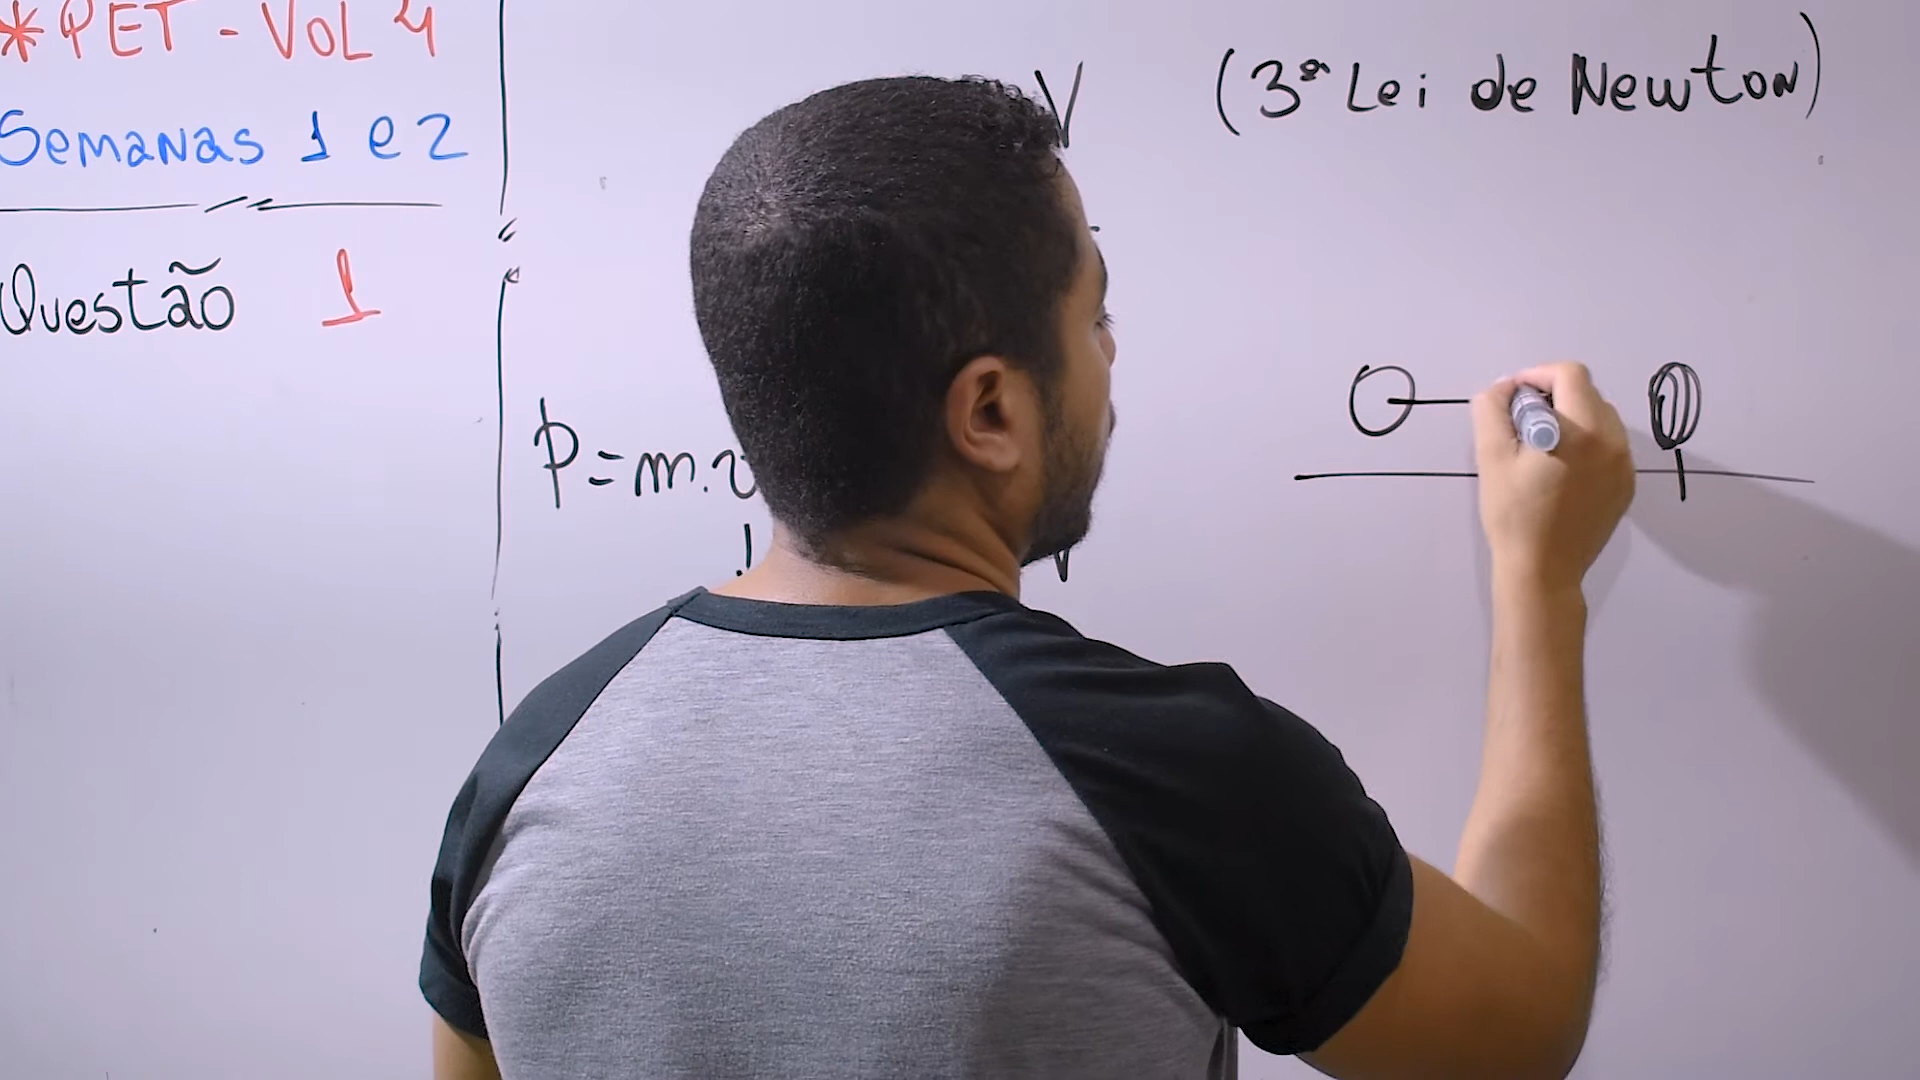 *PET - VOL 4
Semanas 1 e 2
Questão 1
V (3ª Lei de Newton)
P = m.v
V